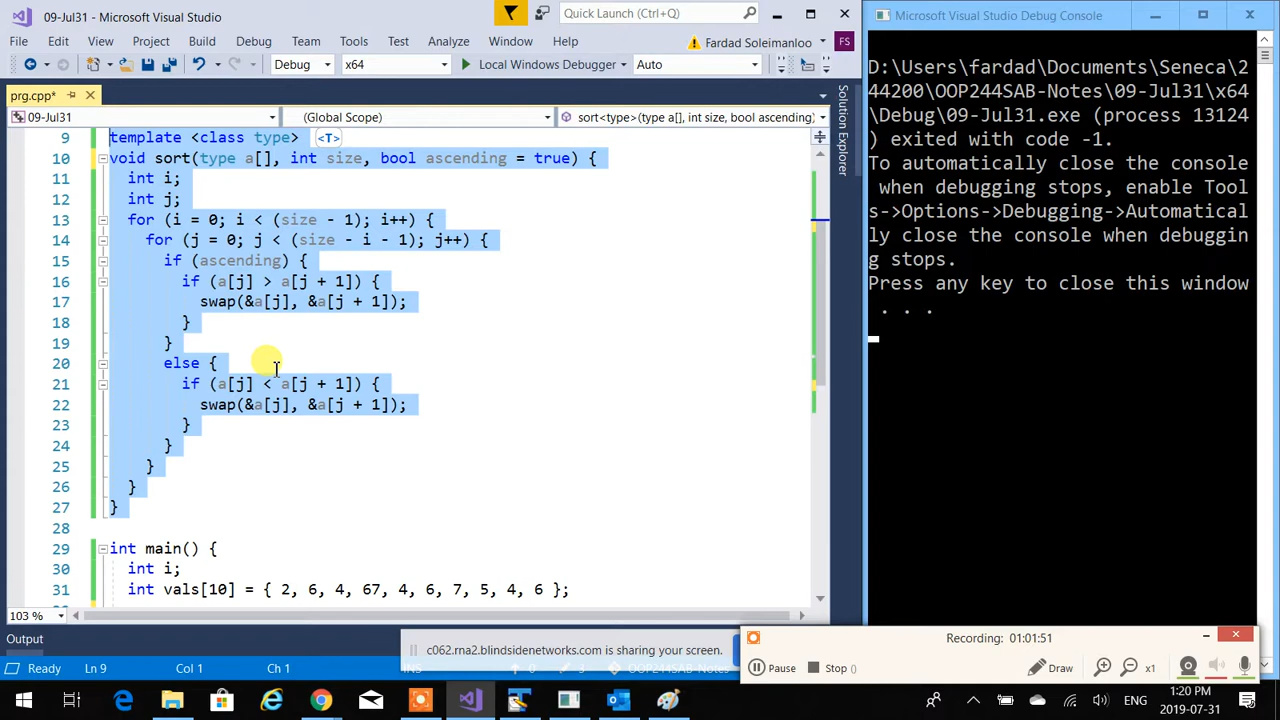 09-Jul31 - Microsoft Visual Studio
Quick Launch (Ctrl+Q)
File Edit View Project Build Debug Team Tools Test Analyze Window Help
Fardad Soleimanloo
FS
Debug x64 Local Windows Debugger Auto
prg.cpp*
09-Jul31 (Global Scope) sort<type>(type a[], int size, bool ascending)
9 template <class type> <T>
10 void sort(type a[], int size, bool ascending = true) {
11 int i;
12 int j;
13 for (i = 0; i < (size - 1); i++) {
14 for (j = 0; j < (size - i - 1); j++) {
15 if (ascending) {
16 if (a[j] > a[j + 1]) {
17 swap(&a[j], &a[j + 1]);
18 }
19 }
20 else {
21 if (a[j] < a[j + 1]) {
22 swap(&a[j], &a[j + 1]);
23 }
24 }
25 }
26 }
27 }
28
29 int main() {
30 int i;
31 int vals[10] = { 2, 6, 4, 67, 4, 6, 7, 5, 4, 6 };
103 %
Solution Explorer
Output
Ready Ln 9 Col 1 Ch 1 INS 0 3 OOP244SAB-Notes
c062.rna2.blindsidenetworks.com is sharing your screen.
Microsoft Visual Studio Debug Console
D:\Users\fardad\Documents\Seneca\2
244200\OOP244SAB-Notes\09-Jul31\x64
\Debug\09-Jul31.exe (process 13124
) exited with code -1.
To automatically close the console
when debugging stops, enable Tool
s->Options->Debugging->Automatical
ly close the console when debuggin
g stops.
Press any key to close this window
. . .
Recording: 01:01:51
Pause Stop () Draw x1
ENG
1:20 PM
2019-07-31